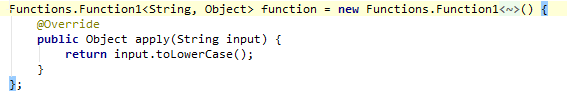 Functions.Function1<String, Object> function = new Functions.Function1<~>() {
@Override
public Object apply(String input) {
return input.toLowerCase();
}
};